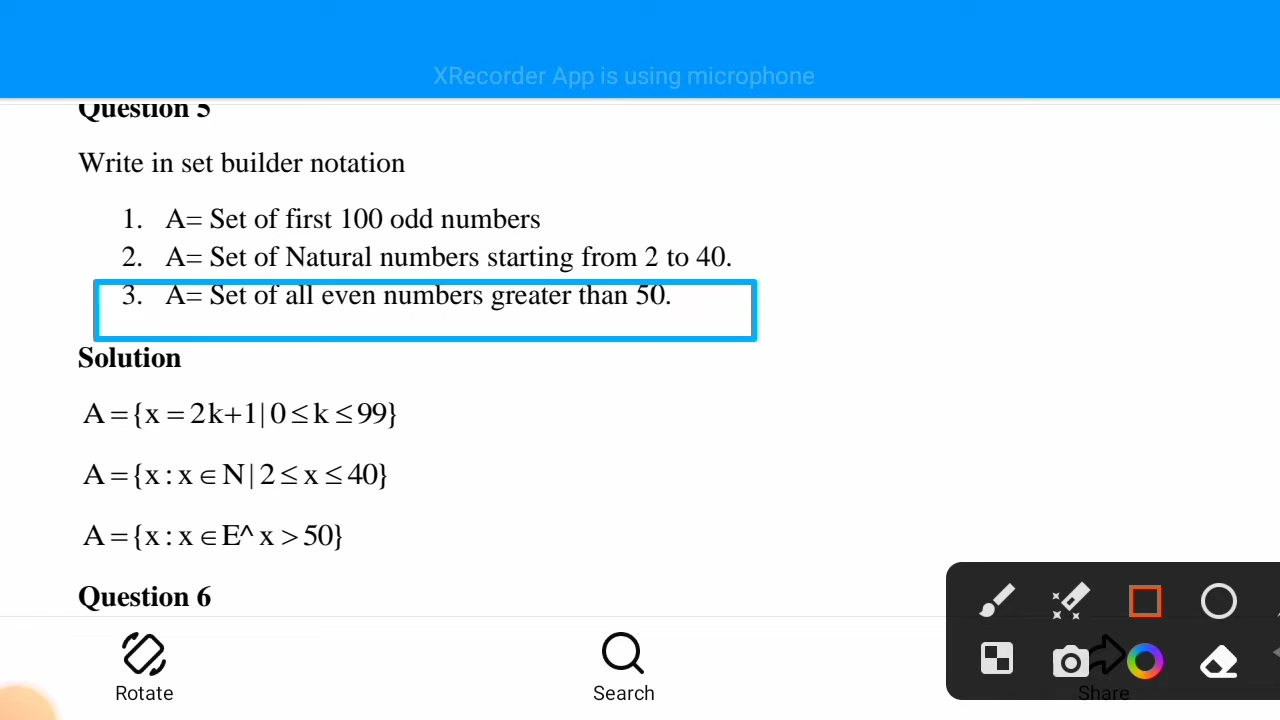 XRecorder App is using microphone
Question 5
Write in set builder notation
1. A= Set of first 100 odd numbers
2. A= Set of Natural numbers starting from 2 to 40.
3. A= Set of all even numbers greater than 50.
Solution
A={x=2k+1|0≤k≤99}
A={x:x∈N|2≤x≤40}
A={x:x∈E^x>50}
Question 6
Rotate
Search
Share